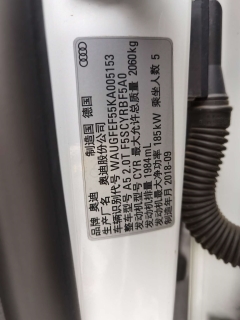 制造国 德国
品牌 奥迪
生产厂名 奥迪股份公司
车辆识别代号 WAUGFEF55KA005153
整车型号 A5 2.0T F5SCYRBF5A0
发动机型号 CYR 最大允许总质量 2060kg
发动机排量 1984mL
发动机最大净功率 185kW 乘坐人数 5
制造年月 2018-09